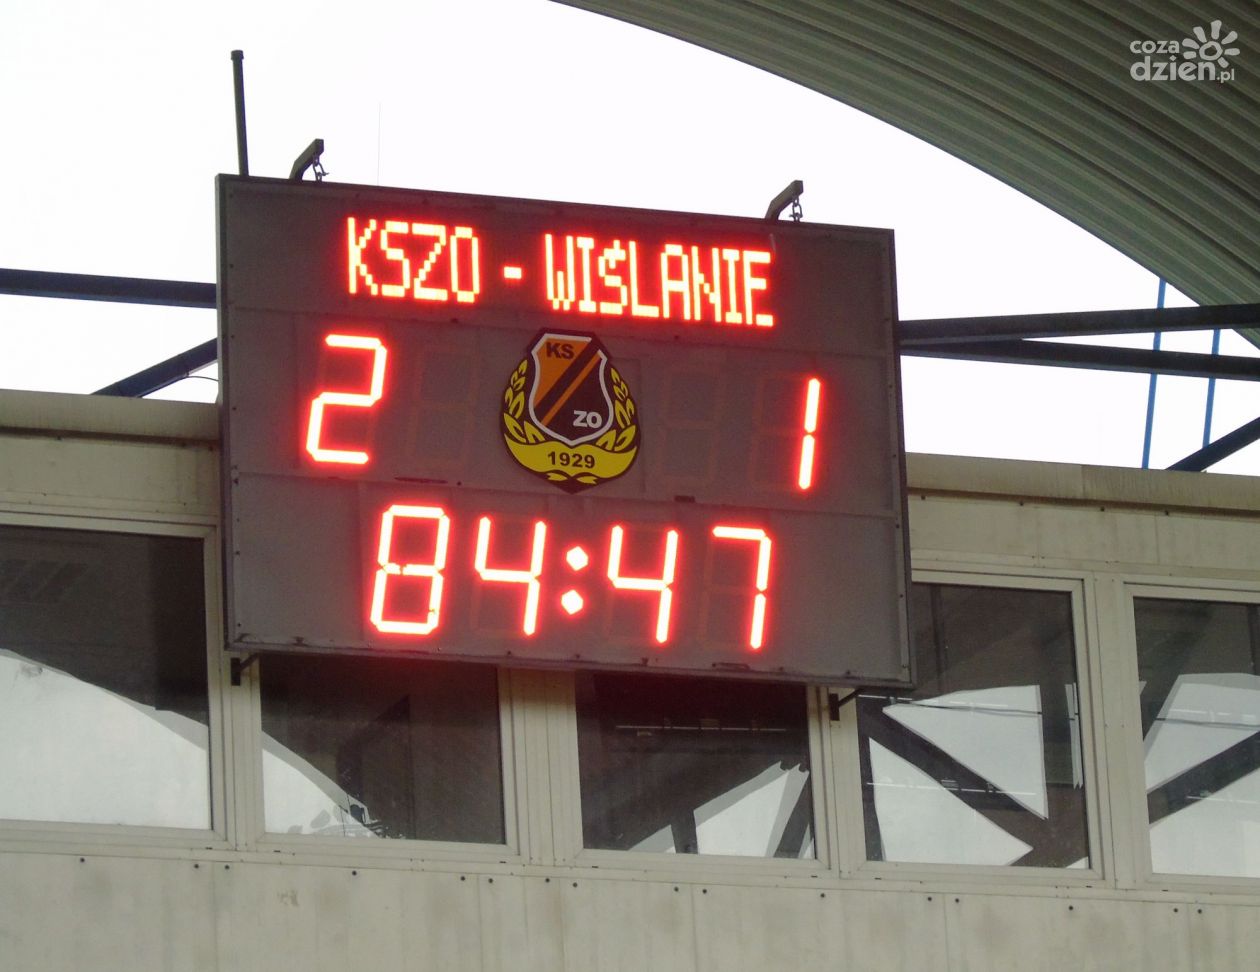 coza
dzien.pl
KSZO - WIŚLANIE
2 1
KS
ZO
1929
84:47